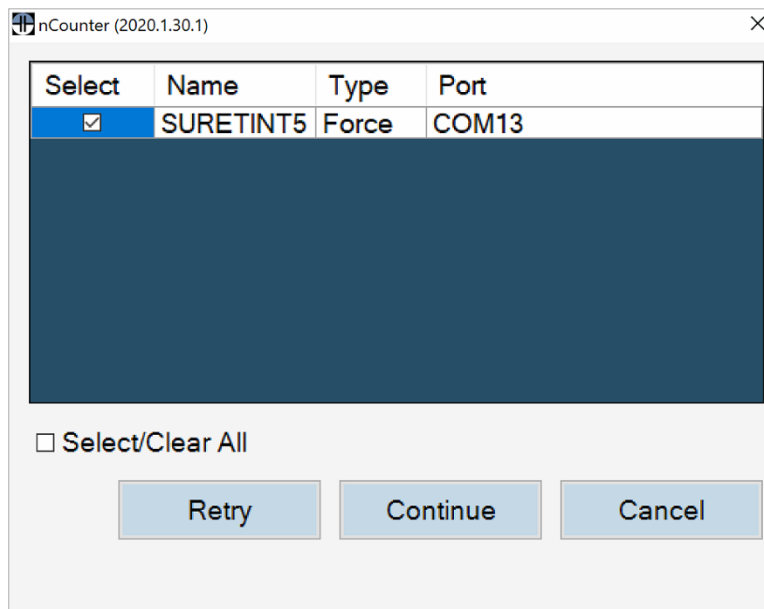 nCounter (2020.1.30.1)
Select Name Type Port
SURETINT5 Force COM13
Select/Clear All
Retry Continue Cancel